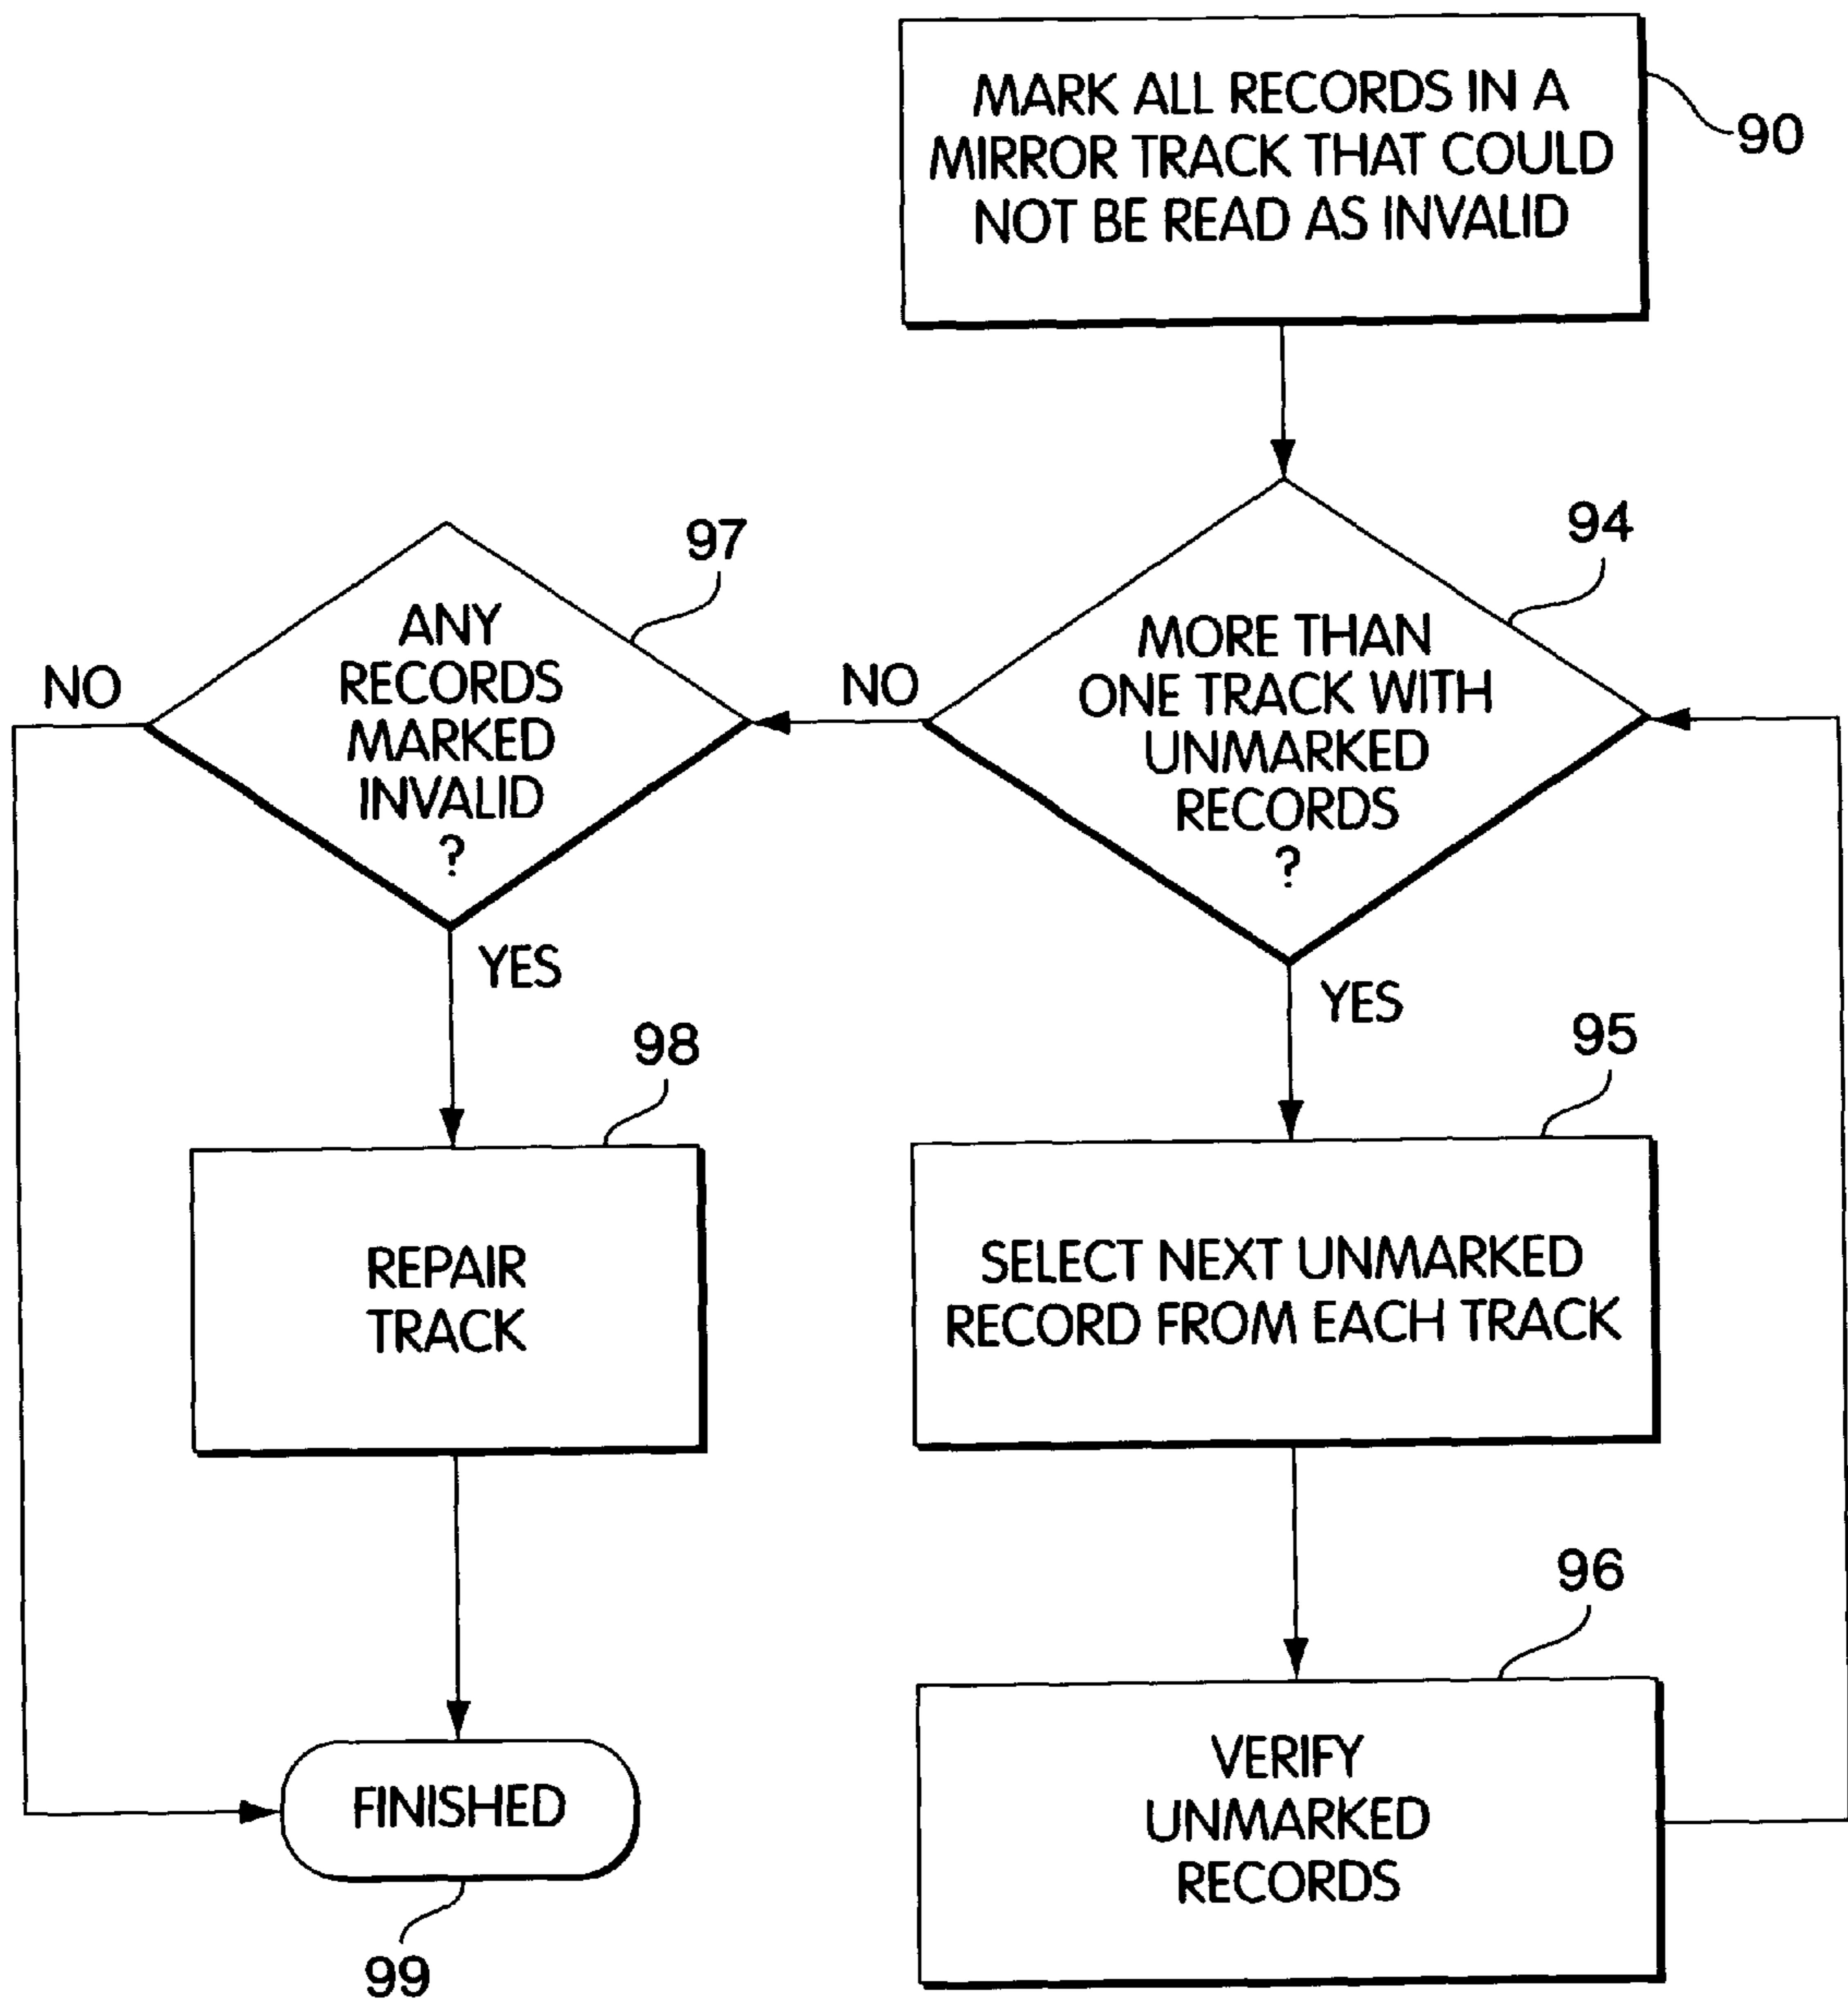 MARK ALL RECORDS IN A
MIRROR TRACK THAT COULD
NOT BE READ AS INVALID
90
94
MORE THAN
ONE TRACK WITH
UNMARKED
RECORDS
?
NO
YES
97
ANY
RECORDS
MARKED
INVALID
?
NO
YES
95
SELECT NEXT UNMARKED
RECORD FROM EACH TRACK
96
VERIFY
UNMARKED
RECORDS
98
REPAIR
TRACK
FINISHED
99